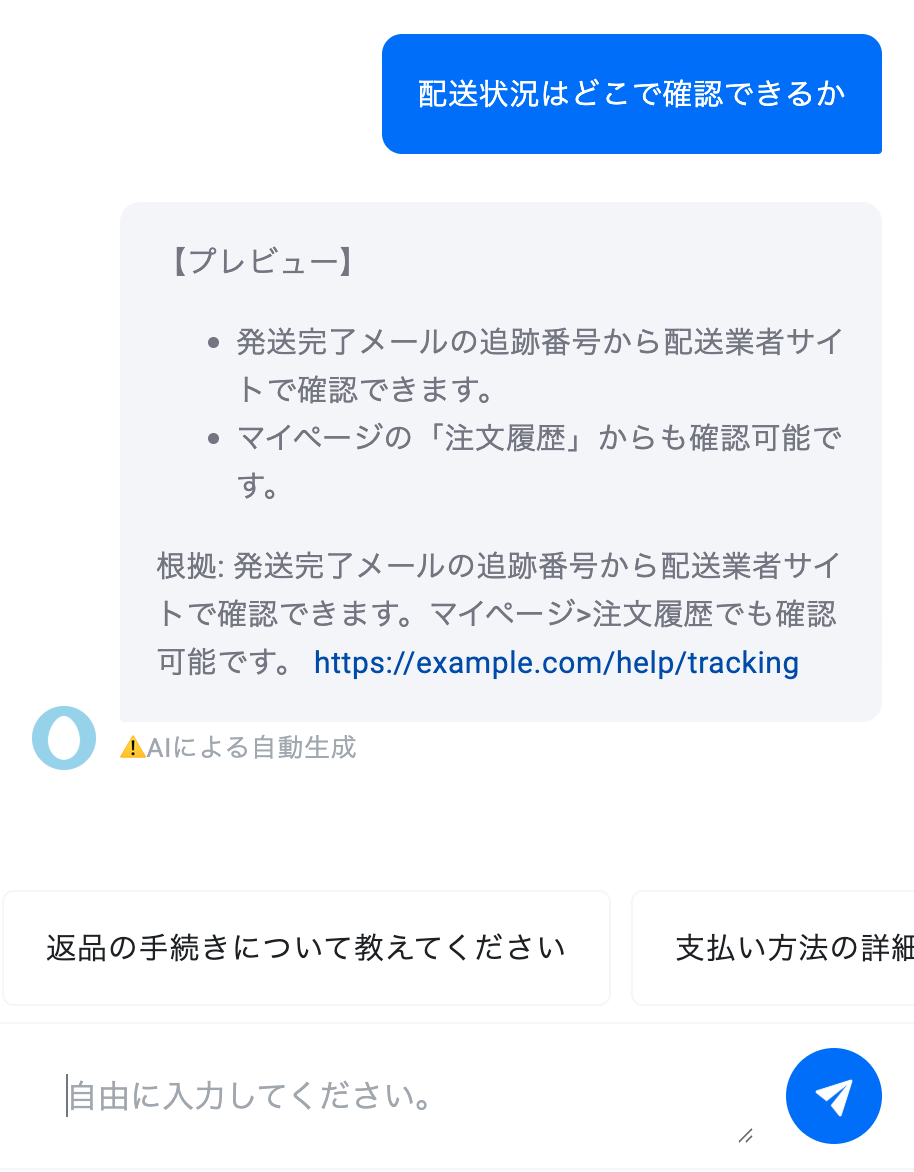 配送状況はどこで確認できるか
【プレビュー】
• 発送完了メールの追跡番号から配送業者サイ
トで確認できます。
• マイページの「注文履歴」からも確認可能で
す。
根拠: 発送完了メールの追跡番号から配送業者サイ
トで確認できます。マイページ>注文履歴でも確認
可能です。 https://example.com/help/tracking
⚠AIによる自動生成
返品の手続きについて教えてください
支払い方法の詳細
自由に入力してください。